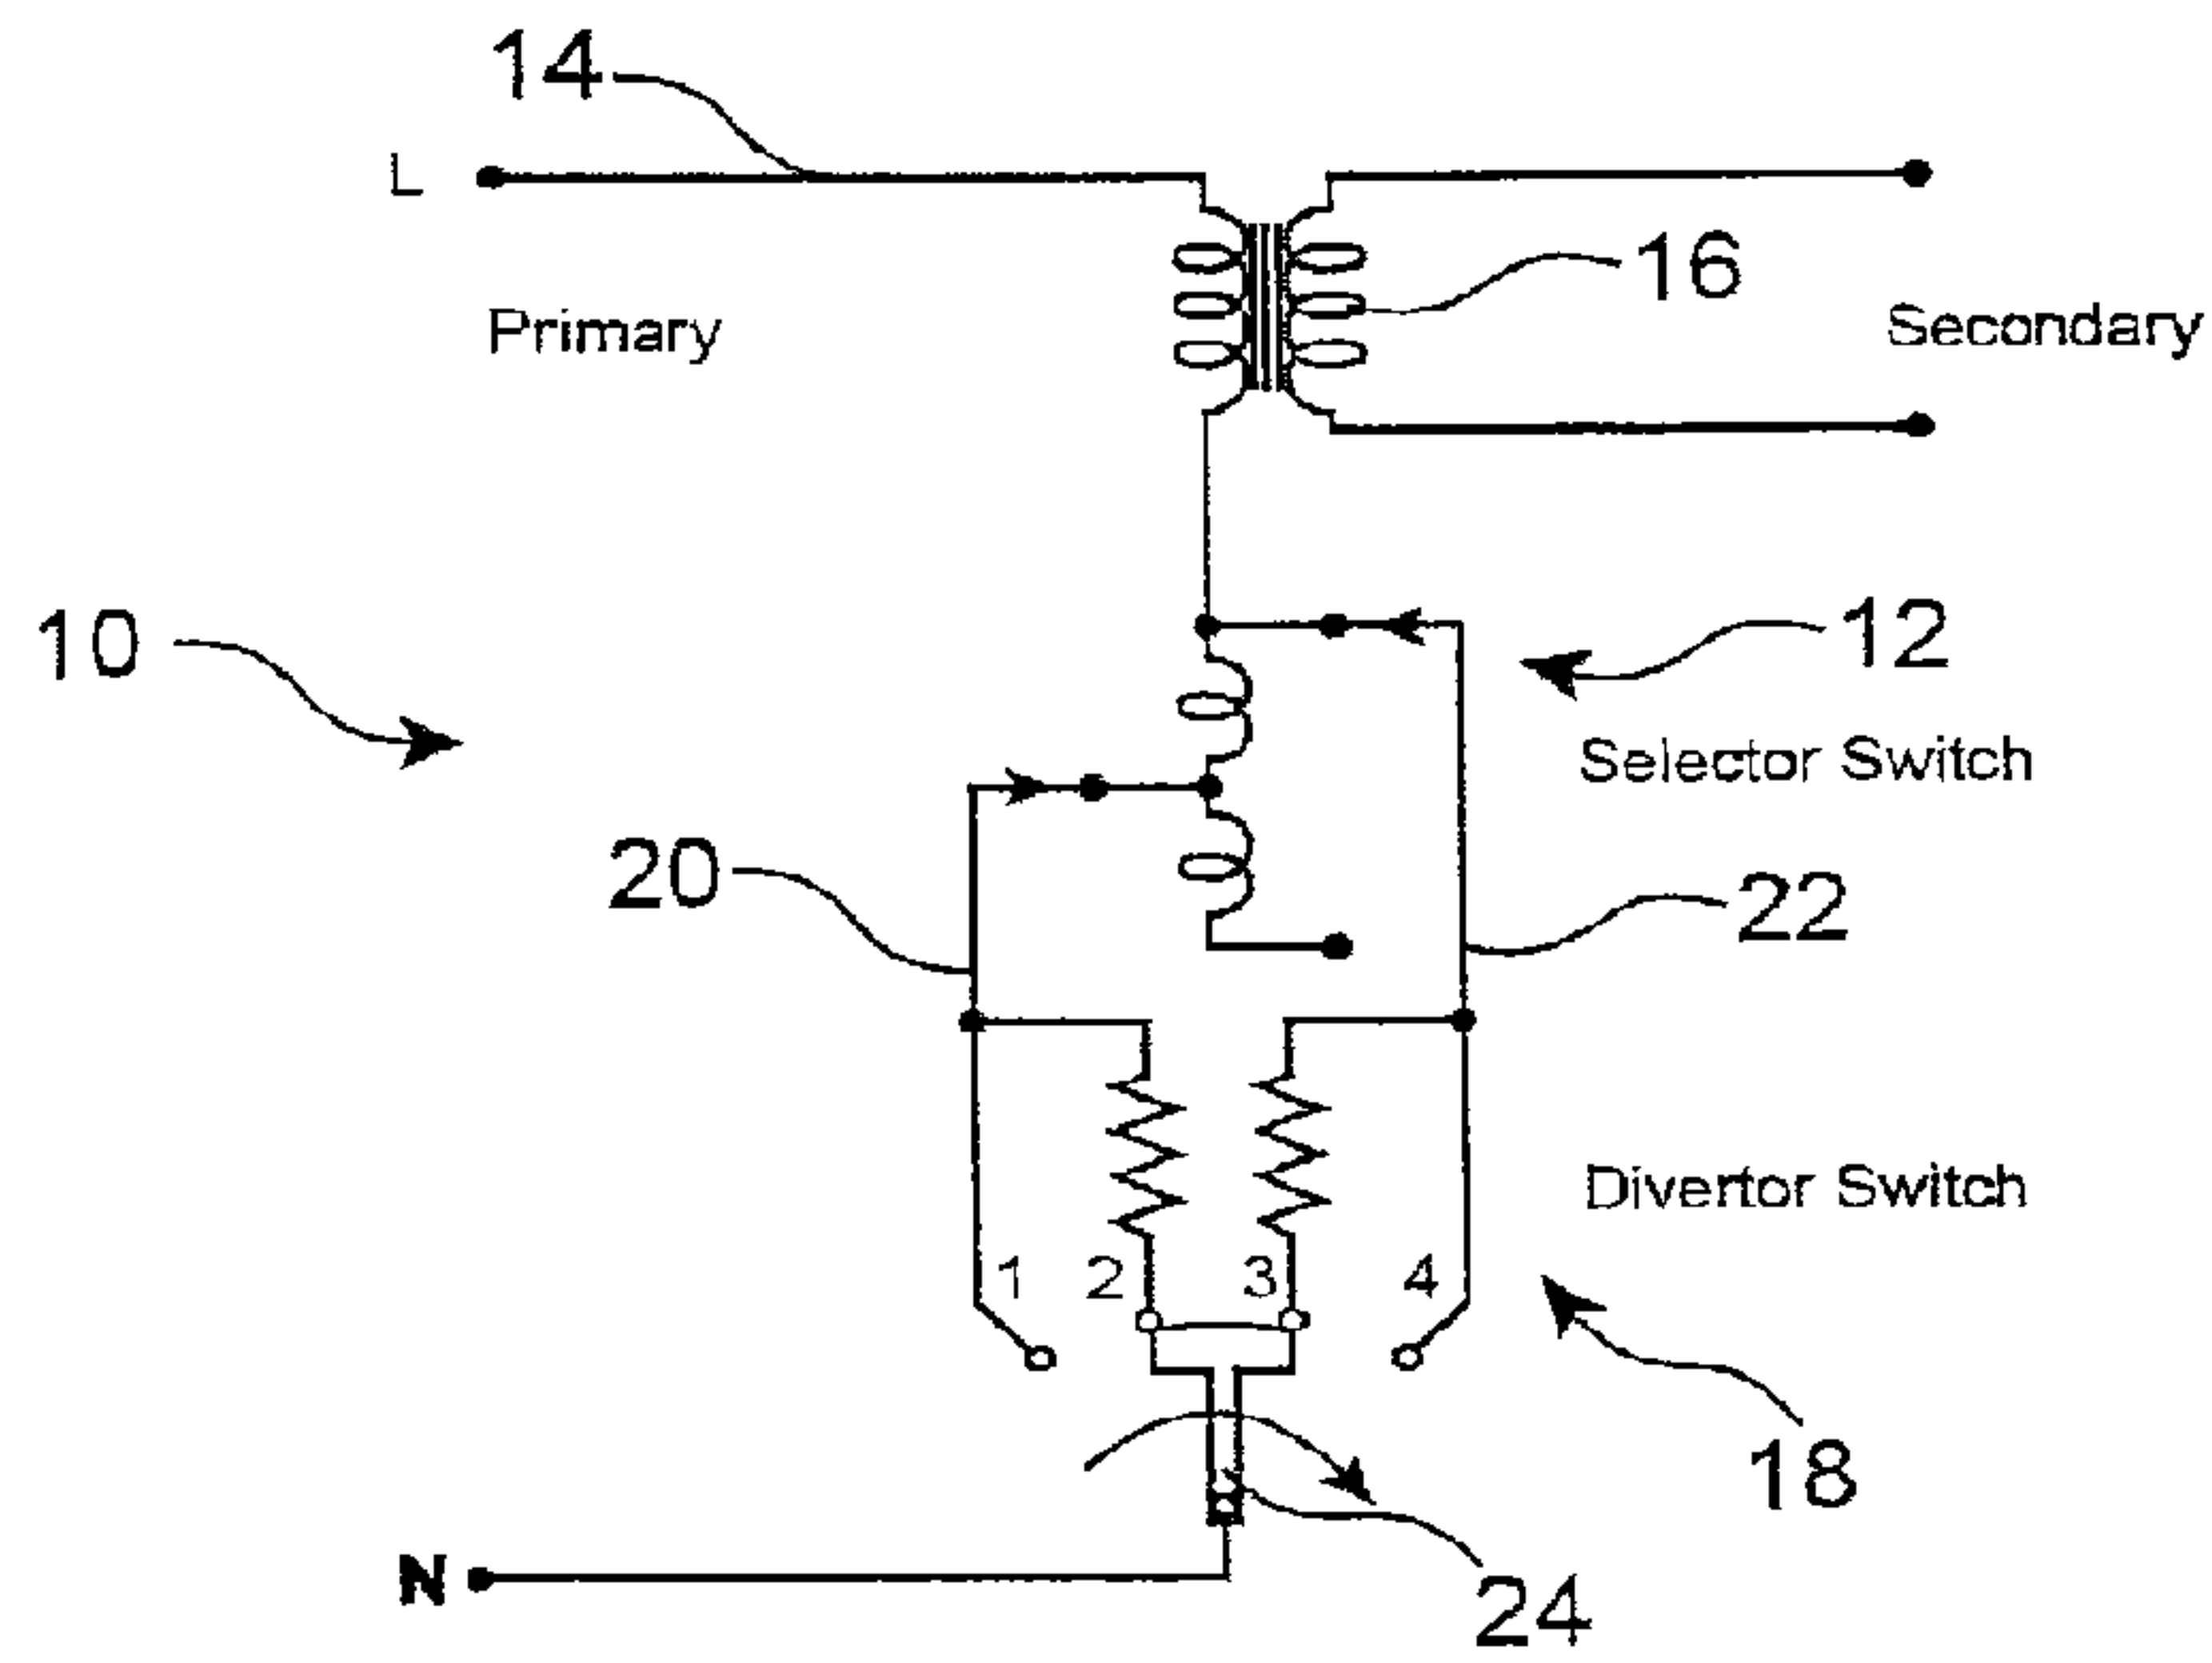 14
L
16
Primary
Secondary
10
12
Selector Switch
20
22
Divertor Switch
1 2 3 4
18
N
24